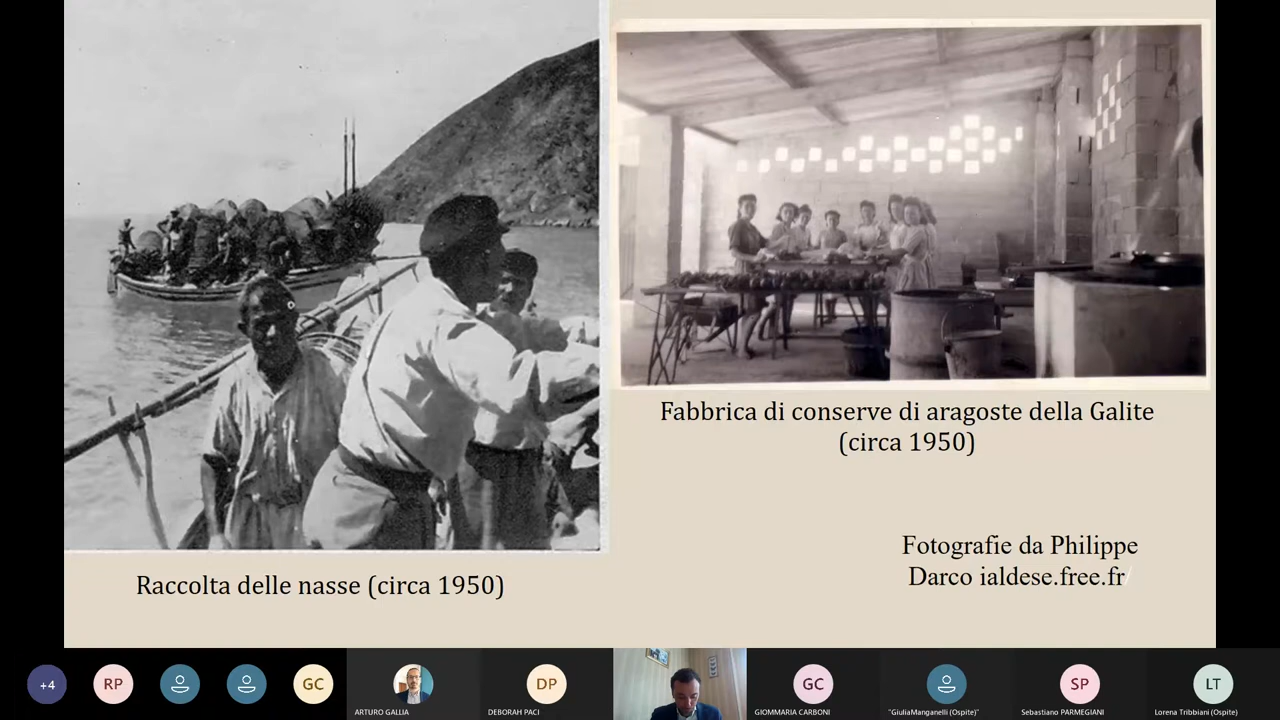 Fabbrica di conserve di aragoste della Galite
(circa 1950)
Fotografie da Philippe
Darco ialdese.free.fr/
Raccolta delle nasse (circa 1950)
+4
RP
GC
ARTURO GALLIA
DP
DEBORAH PACI
GC
GIOMMARIA CARBONI
"GiuliaManganelli (Ospite)"
SP
Sebastiano PARMEGIANI
LT
Lorena Tribbiani (Ospite)